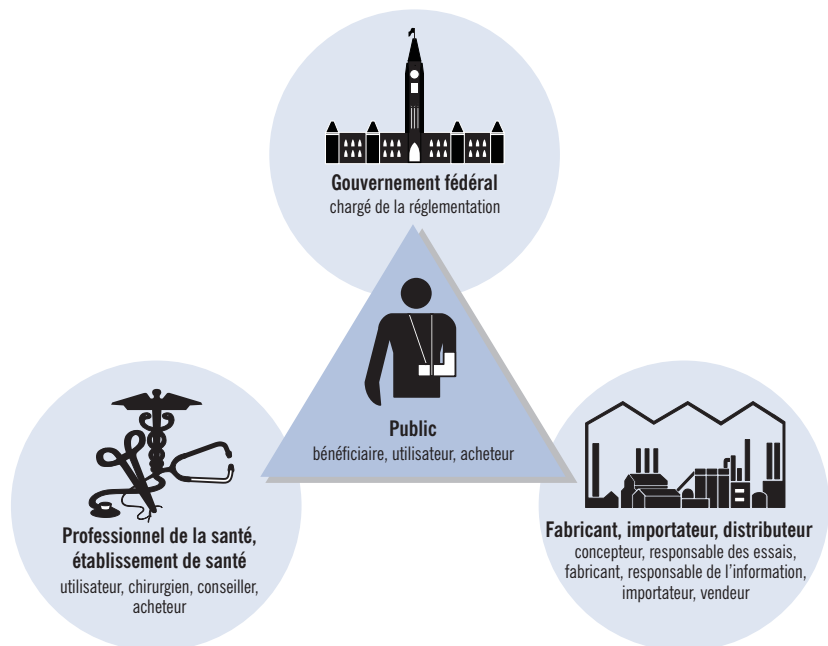 Gouvernement fédéral
chargé de la réglementation
Public
bénéficiaire, utilisateur, acheteur
Professionnel de la santé,
établissement de santé
utilisateur, chirurgien, conseiller,
acheteur
Fabricant, importateur, distributeur
concepteur, responsable des essais,
fabricant, responsable de l'information,
importateur, vendeur